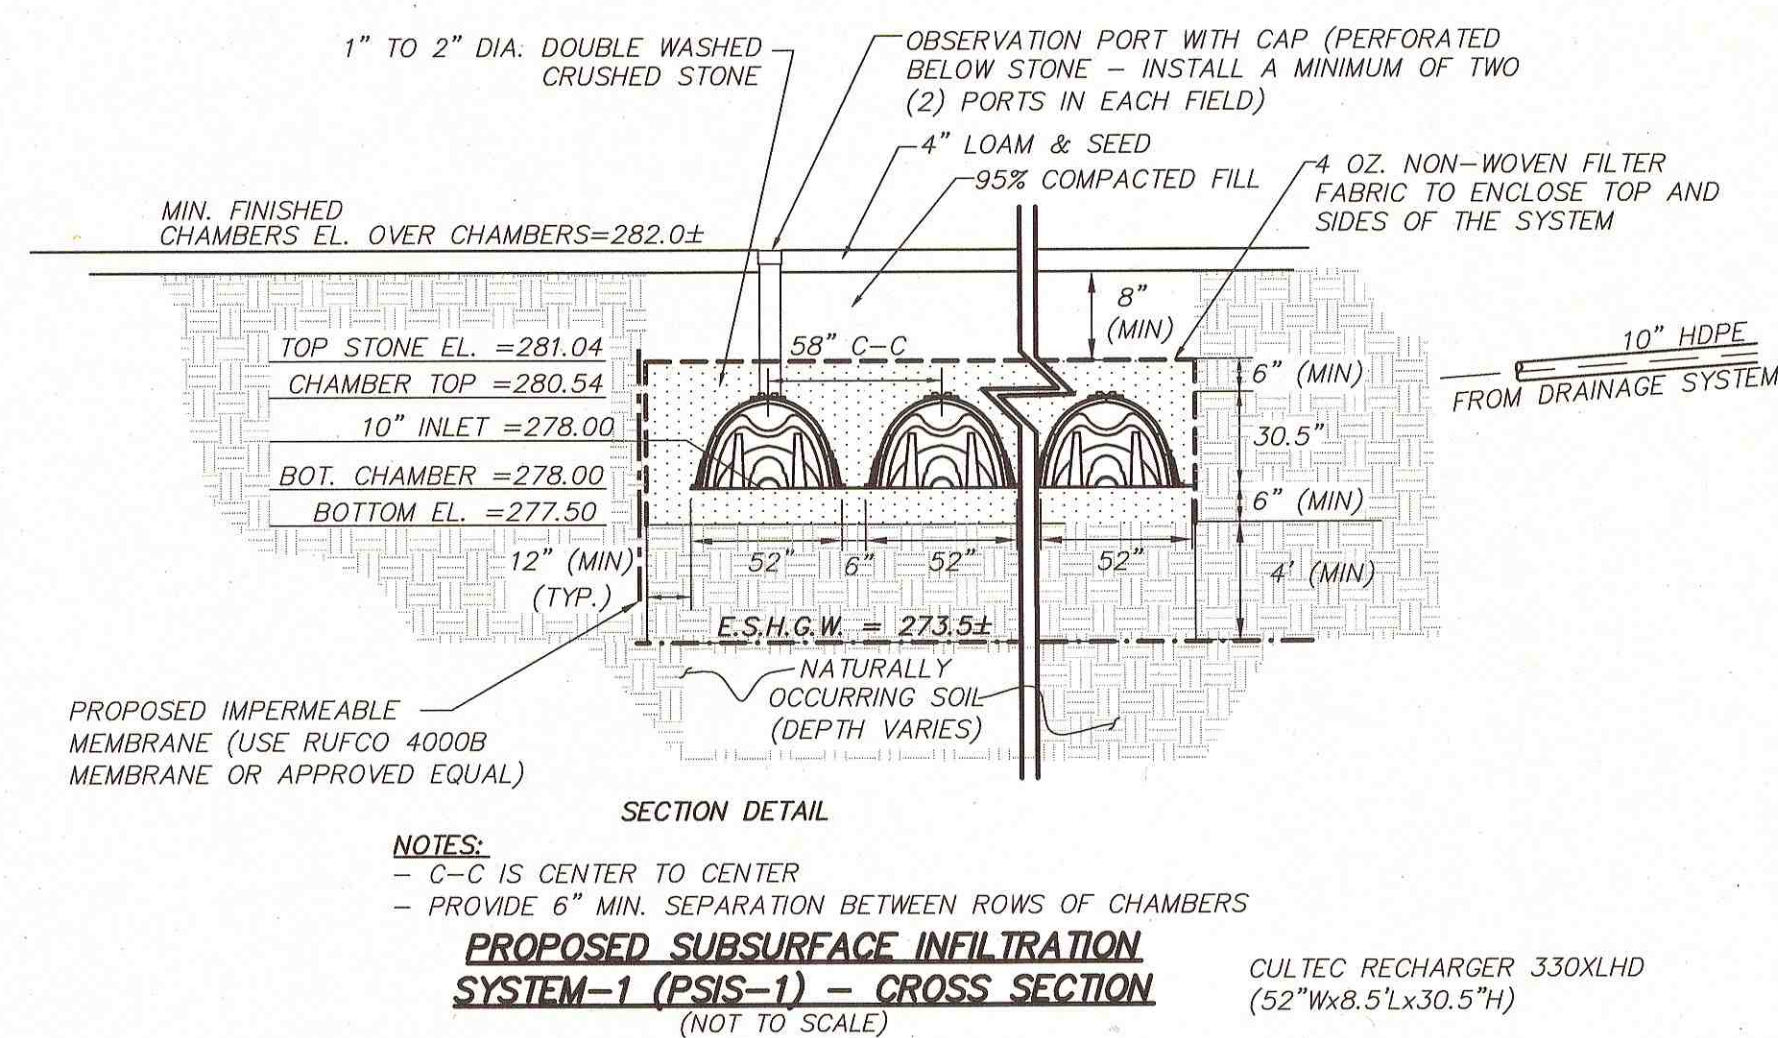 1" TO 2" DIA. DOUBLE WASHED
CRUSHED STONE
OBSERVATION PORT WITH CAP (PERFORATED
BELOW STONE – INSTALL A MINIMUM OF TWO
(2) PORTS IN EACH FIELD)
4" LOAM & SEED
95% COMPACTED FILL
4 OZ. NON-WOVEN FILTER
FABRIC TO ENCLOSE TOP AND
SIDES OF THE SYSTEM
MIN. FINISHED
CHAMBERS EL. OVER CHAMBERS=282.0±
8"
(MIN)
TOP STONE EL. =281.04
CHAMBER TOP =280.54
10" INLET =278.00
BOT. CHAMBER =278.00
BOTTOM EL. =277.50
58" C-C
6" (MIN)
30.5"
6" (MIN)
4' (MIN)
10" HDPE
FROM DRAINAGE SYSTEM
12" (MIN)
(TYP.)
52"
6"
52"
52"
E.S.H.G.W. = 273.5±
NATURALLY
OCCURRING SOIL
(DEPTH VARIES)
PROPOSED IMPERMEABLE
MEMBRANE (USE RUFCO 4000B
MEMBRANE OR APPROVED EQUAL)
SECTION DETAIL
NOTES:
– C-C IS CENTER TO CENTER
– PROVIDE 6" MIN. SEPARATION BETWEEN ROWS OF CHAMBERS
PROPOSED SUBSURFACE INFILTRATION
SYSTEM-1 (PSIS-1) – CROSS SECTION
(NOT TO SCALE)
CULTEC RECHARGER 330XLHD
(52"Wx8.5'Lx30.5"H)